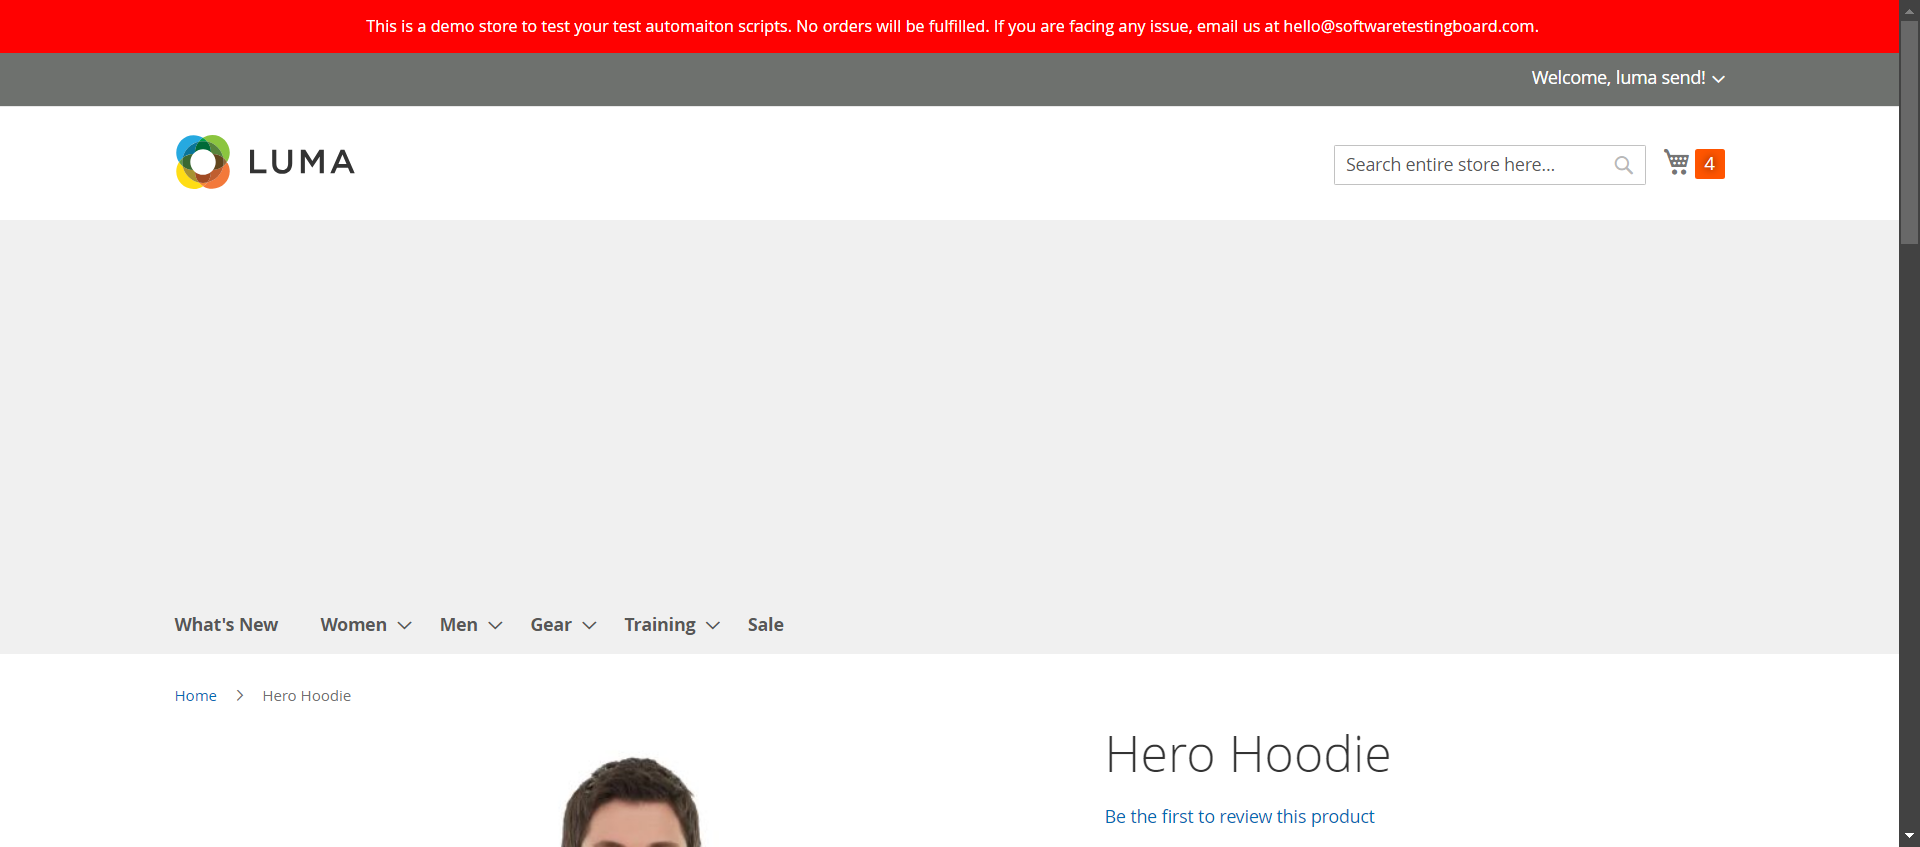 This is a demo store to test your test automaiton scripts. No orders will be fulfilled. If you are facing any issue, email us at hello@softwaretestingboard.com.
Welcome, luma send!
LUMA
Search entire store here...
4
What's New
Women
Men
Gear
Training
Sale
Home
Hero Hoodie
Hero Hoodie
Be the first to review this product